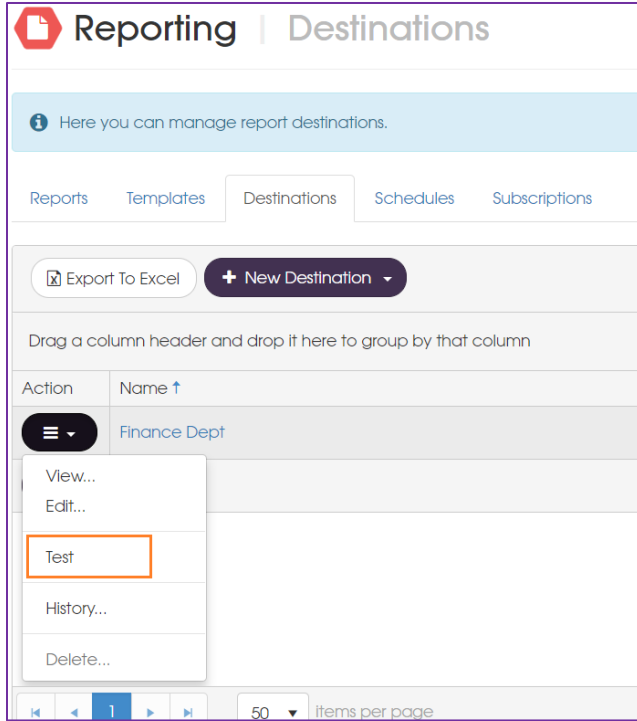 Reporting | Destinations
Here you can manage report destinations.
Reports Templates Destinations Schedules Subscriptions
Export To Excel + New Destination
Drag a column header and drop it here to group by that column
Action Name ↑
Finance Dept
View...
Edit...
Test
History...
Delete...
1 50 items per page